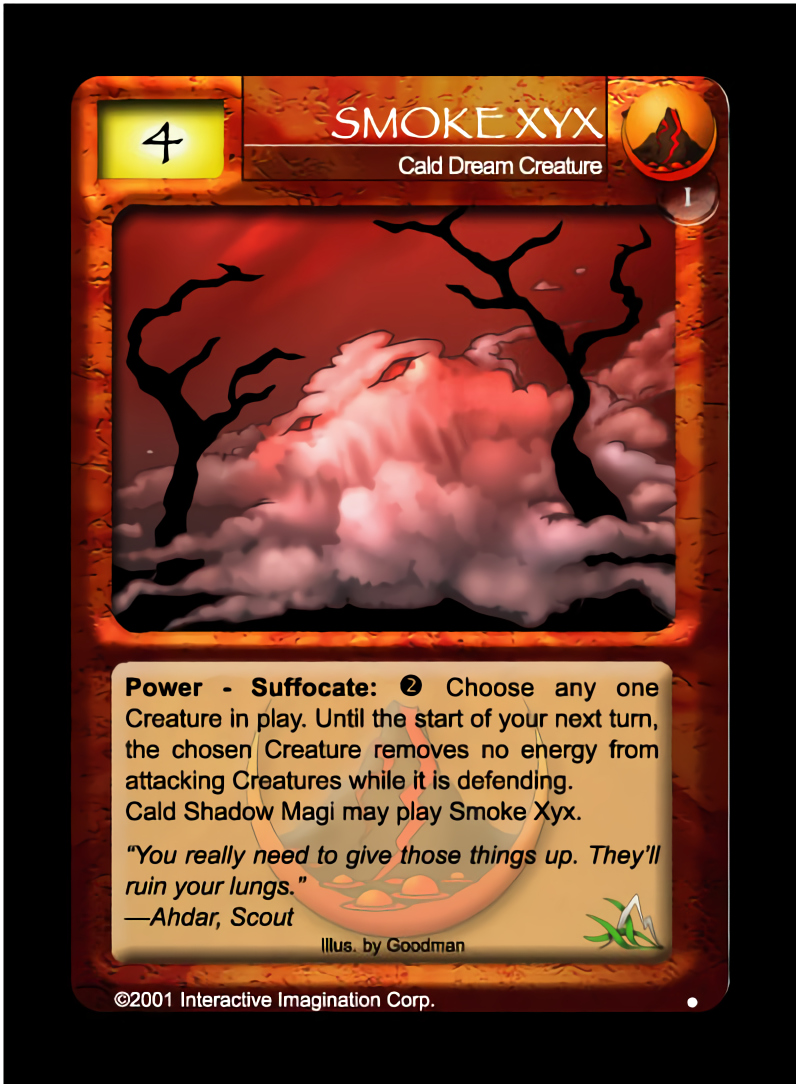 4
SMOKE XYX
Cald Dream Creature
I
Power - Suffocate: ❷ Choose any one
Creature in play. Until the start of your next turn,
the chosen Creature removes no energy from
attacking Creatures while it is defending.
Cald Shadow Magi may play Smoke Xyx.
“You really need to give those things up. They’ll
ruin your lungs.”
—Ahdar, Scout
Illus. by Goodman
©2001 Interactive Imagination Corp.